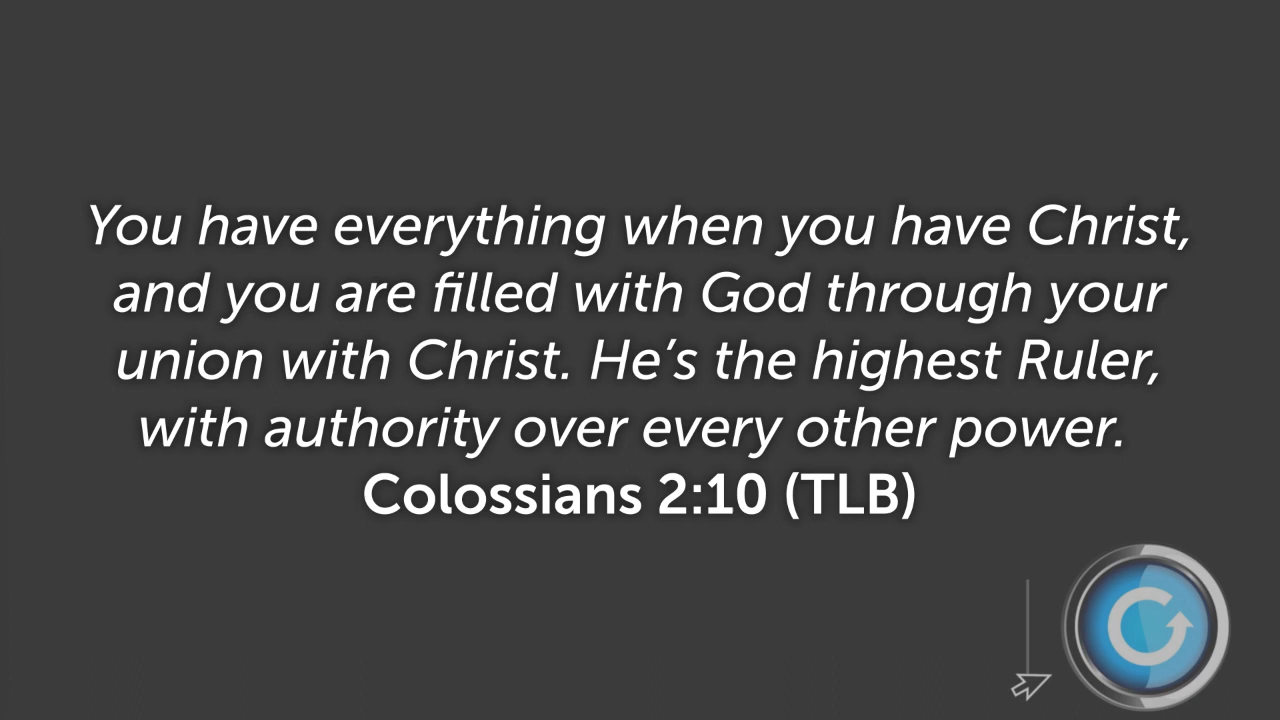 You have everything when you have Christ,
and you are filled with God through your
union with Christ. He’s the highest Ruler,
with authority over every other power.
Colossians 2:10 (TLB)